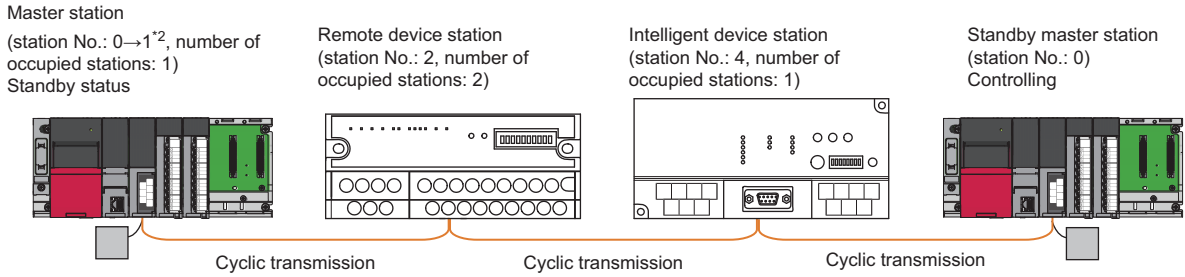 Master station
(station No.: 0→1*2, number of
occupied stations: 1)
Standby status
Remote device station
(station No.: 2, number of
occupied stations: 2)
Intelligent device station
(station No.: 4, number of
occupied stations: 1)
Standby master station
(station No.: 0)
Controlling
Cyclic transmission
Cyclic transmission
Cyclic transmission